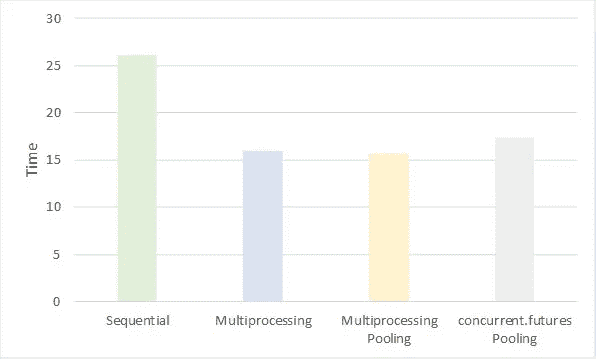 30
25
20
15
10
5
0
Time
Sequential
Multiprocessing
Multiprocessing
Pooling
concurrent.futures
Pooling